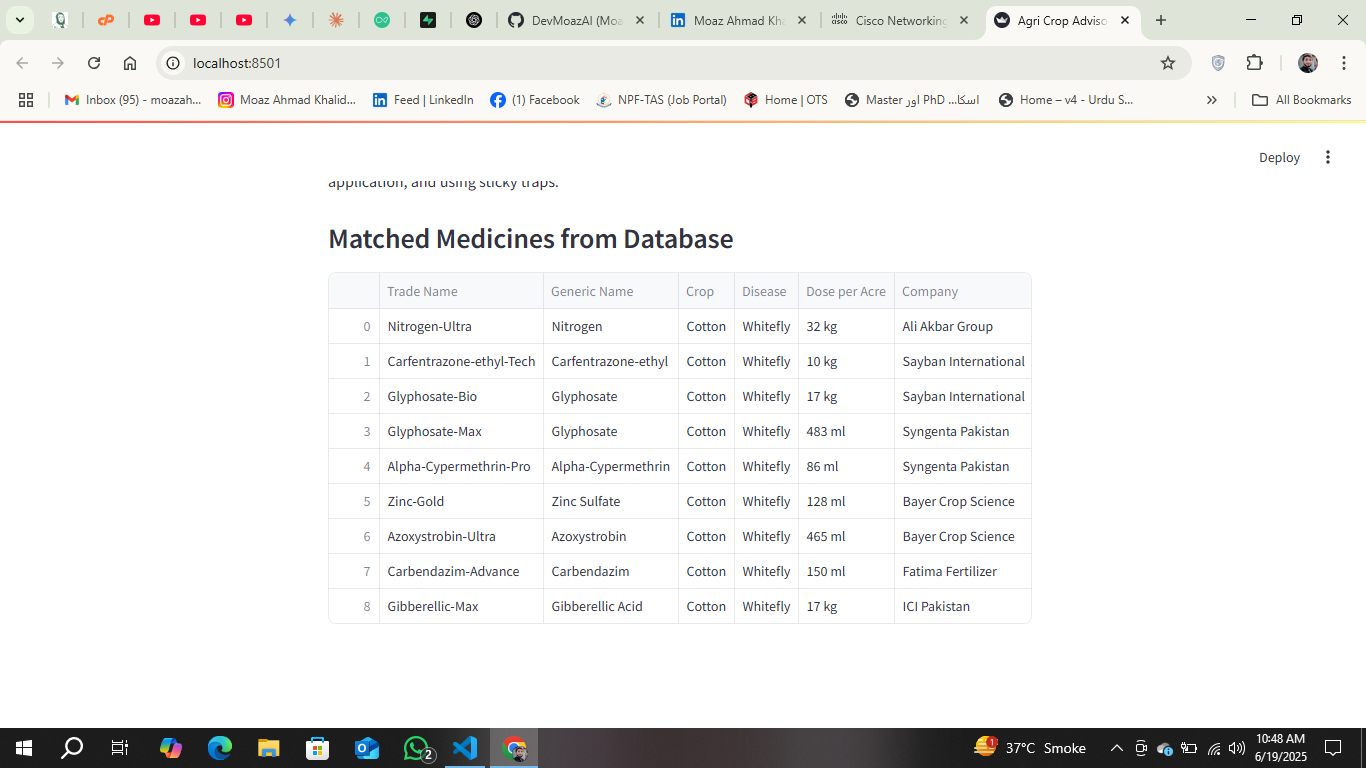 DevMoazAI (Moa
Moaz Ahmad Kha
Cisco Networking
Agri Crop Adviso
localhost:8501
Inbox (95) - moazah...
Moaz Ahmad Khalid...
Feed | LinkedIn
(1) Facebook
NPF-TAS (Job Portal)
Home | OTS
Master اور PhD اسکا...
Home – v4 - Urdu S...
All Bookmarks
Deploy
application, and using sticky traps.
Matched Medicines from Database
Trade Name Generic Name Crop Disease Dose per Acre Company
0 Nitrogen-Ultra Nitrogen Cotton Whitefly 32 kg Ali Akbar Group
1 Carfentrazone-ethyl-Tech Carfentrazone-ethyl Cotton Whitefly 10 kg Sayban International
2 Glyphosate-Bio Glyphosate Cotton Whitefly 17 kg Sayban International
3 Glyphosate-Max Glyphosate Cotton Whitefly 483 ml Syngenta Pakistan
4 Alpha-Cypermethrin-Pro Alpha-Cypermethrin Cotton Whitefly 86 ml Syngenta Pakistan
5 Zinc-Gold Zinc Sulfate Cotton Whitefly 128 ml Bayer Crop Science
6 Azoxystrobin-Ultra Azoxystrobin Cotton Whitefly 465 ml Bayer Crop Science
7 Carbendazim-Advance Carbendazim Cotton Whitefly 150 ml Fatima Fertilizer
8 Gibberellic-Max Gibberellic Acid Cotton Whitefly 17 kg ICI Pakistan
2
1
37°C Smoke
10:48 AM
6/19/2025